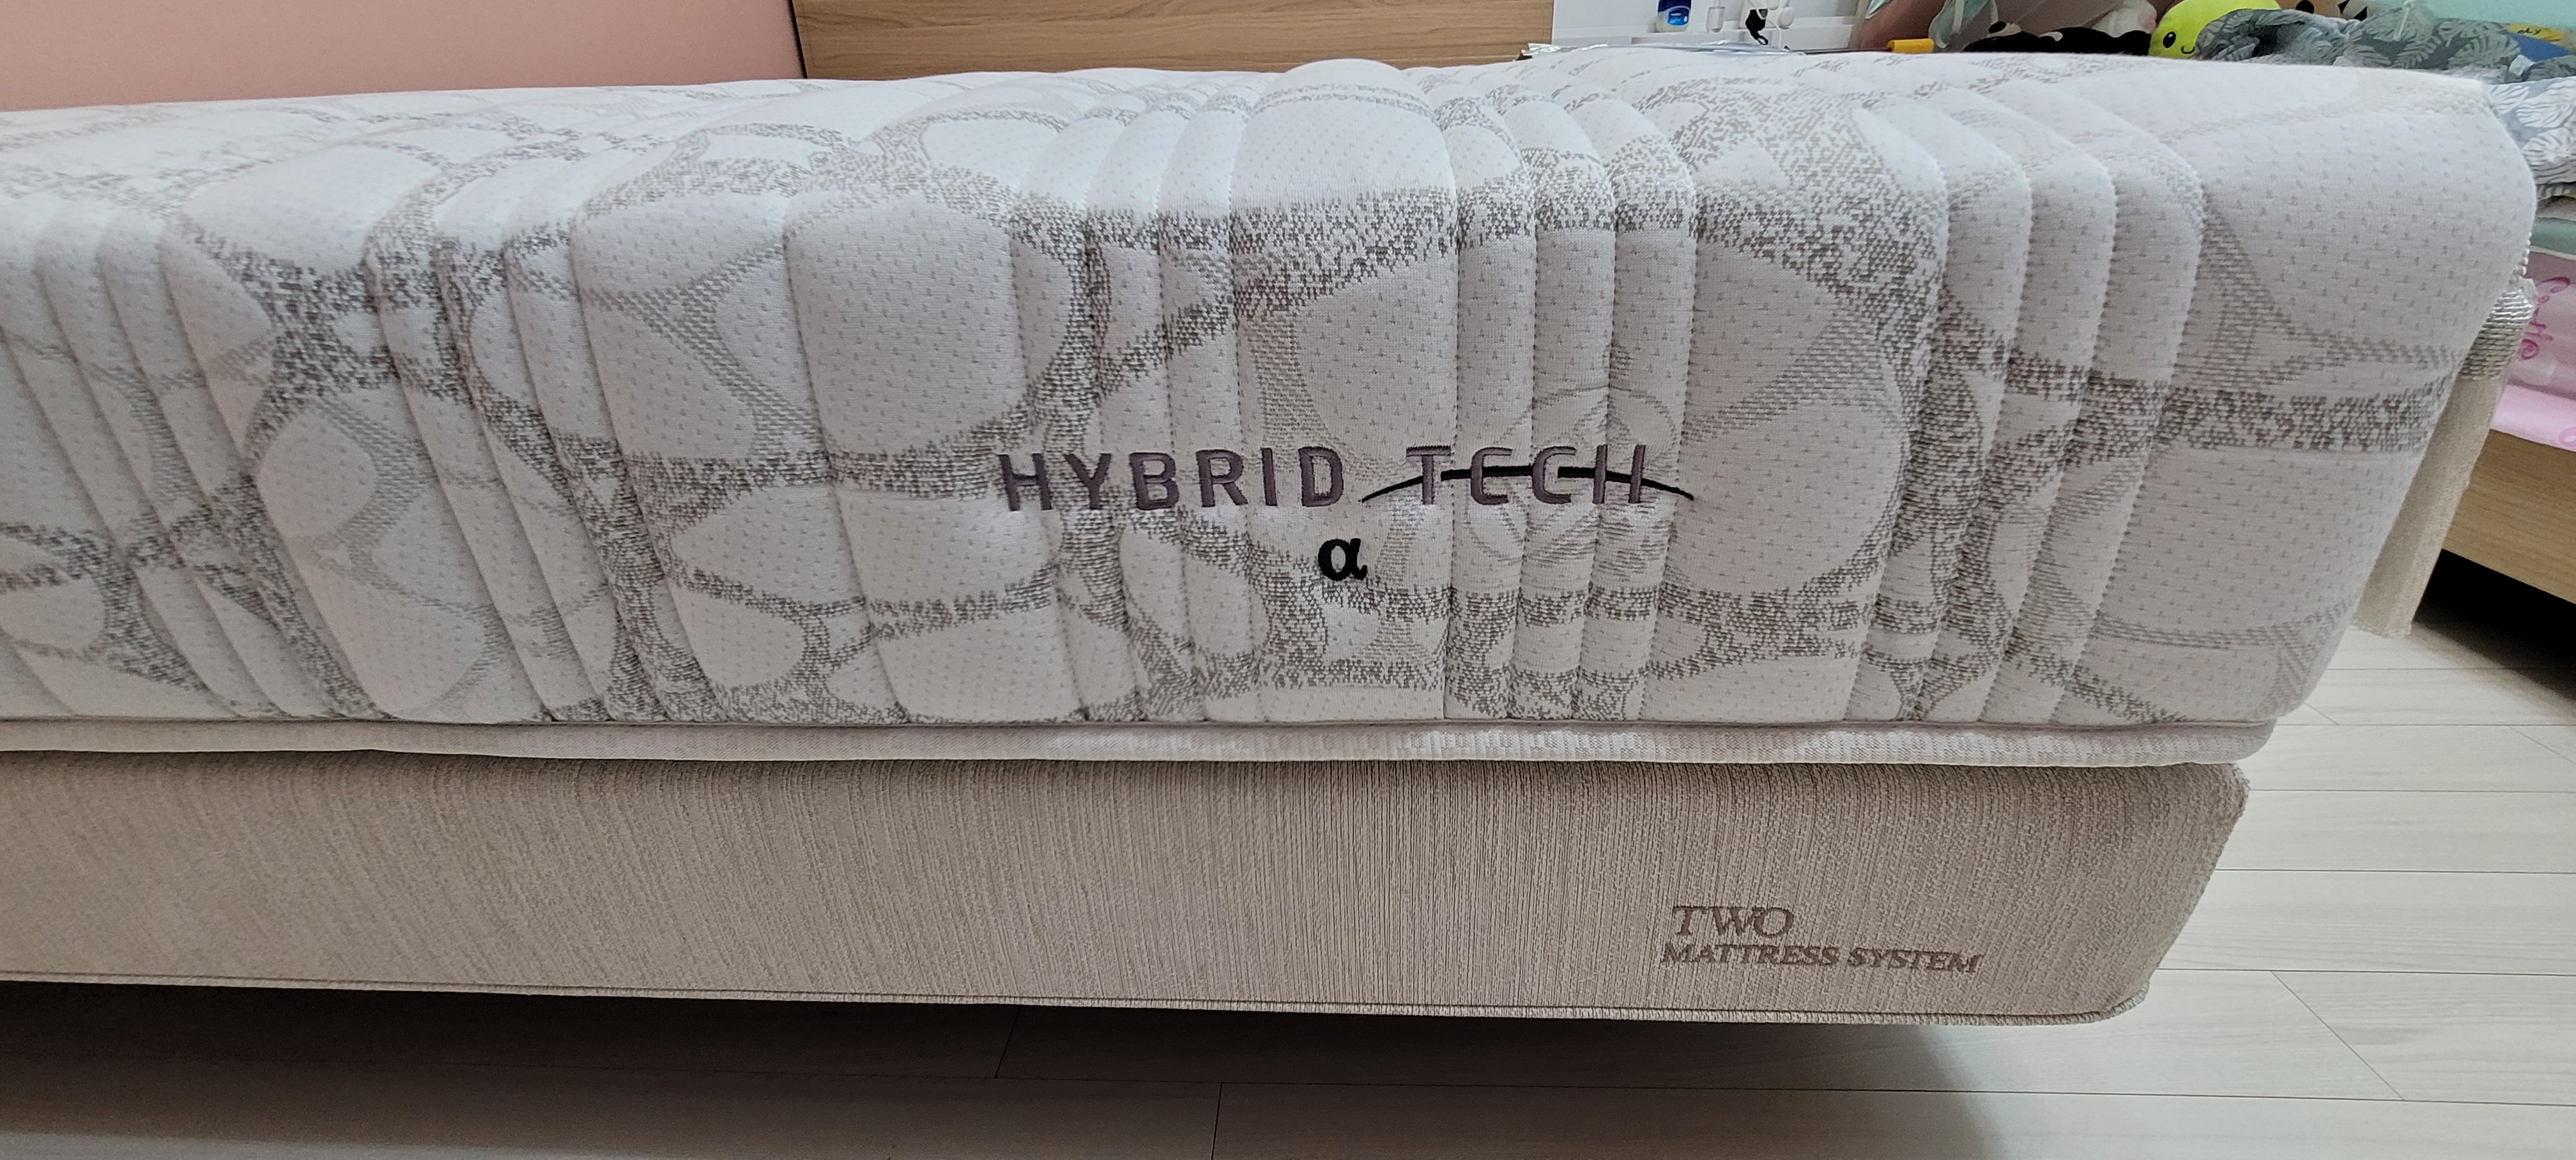 HYBRID TECH
α
TWO
MATTRESS SYSTEM